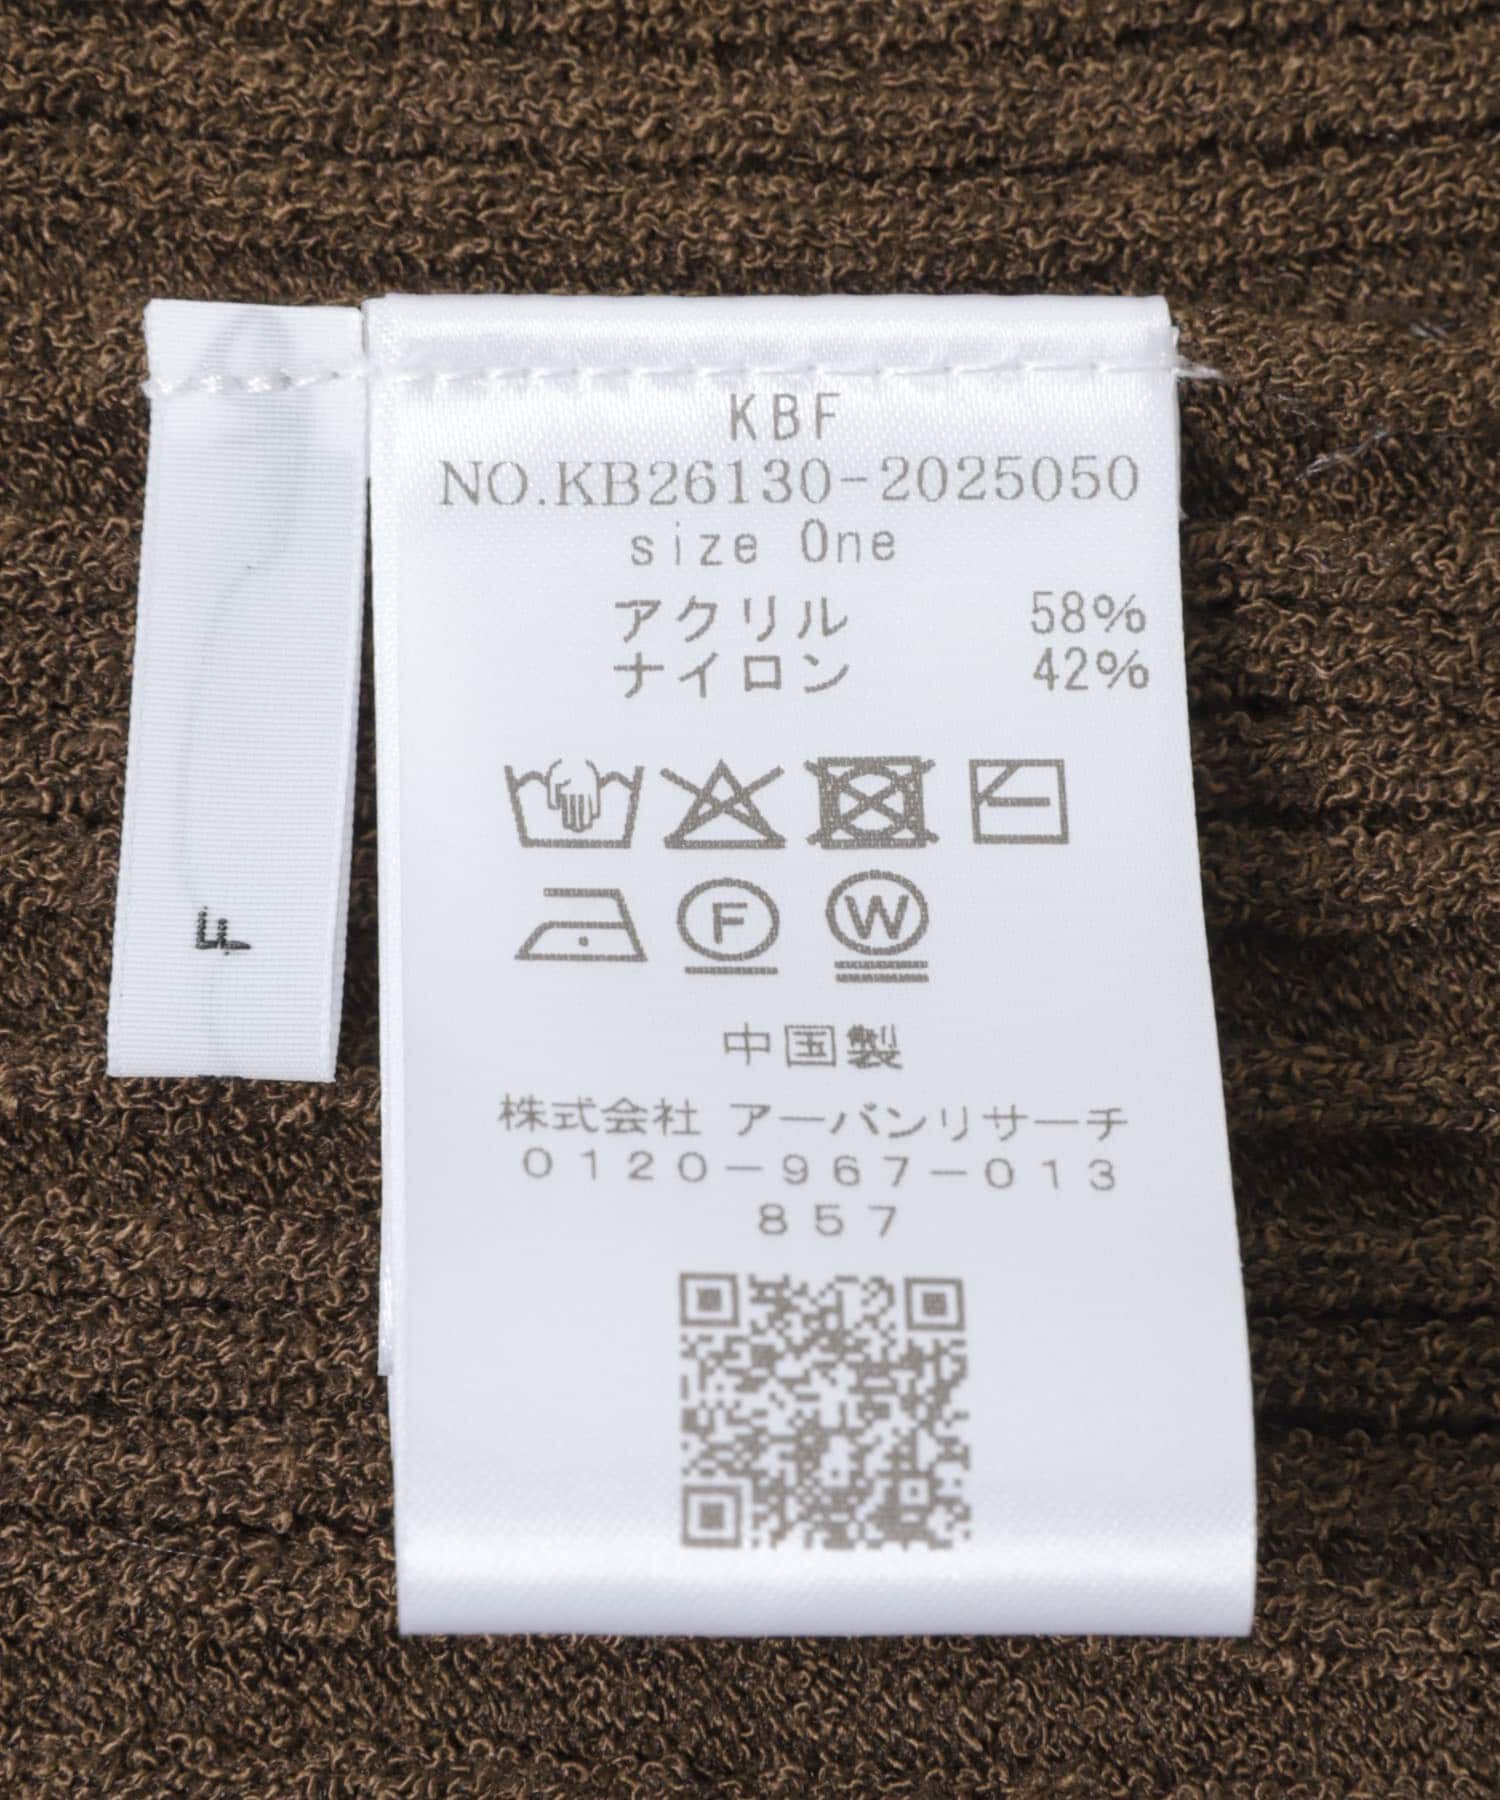 KBF
NO.KB26130-2025050
size One
アクリル 58%
ナイロン 42%
F
W
中国製
株式会社 アーバンリサーチ
0120-967-013
857
F